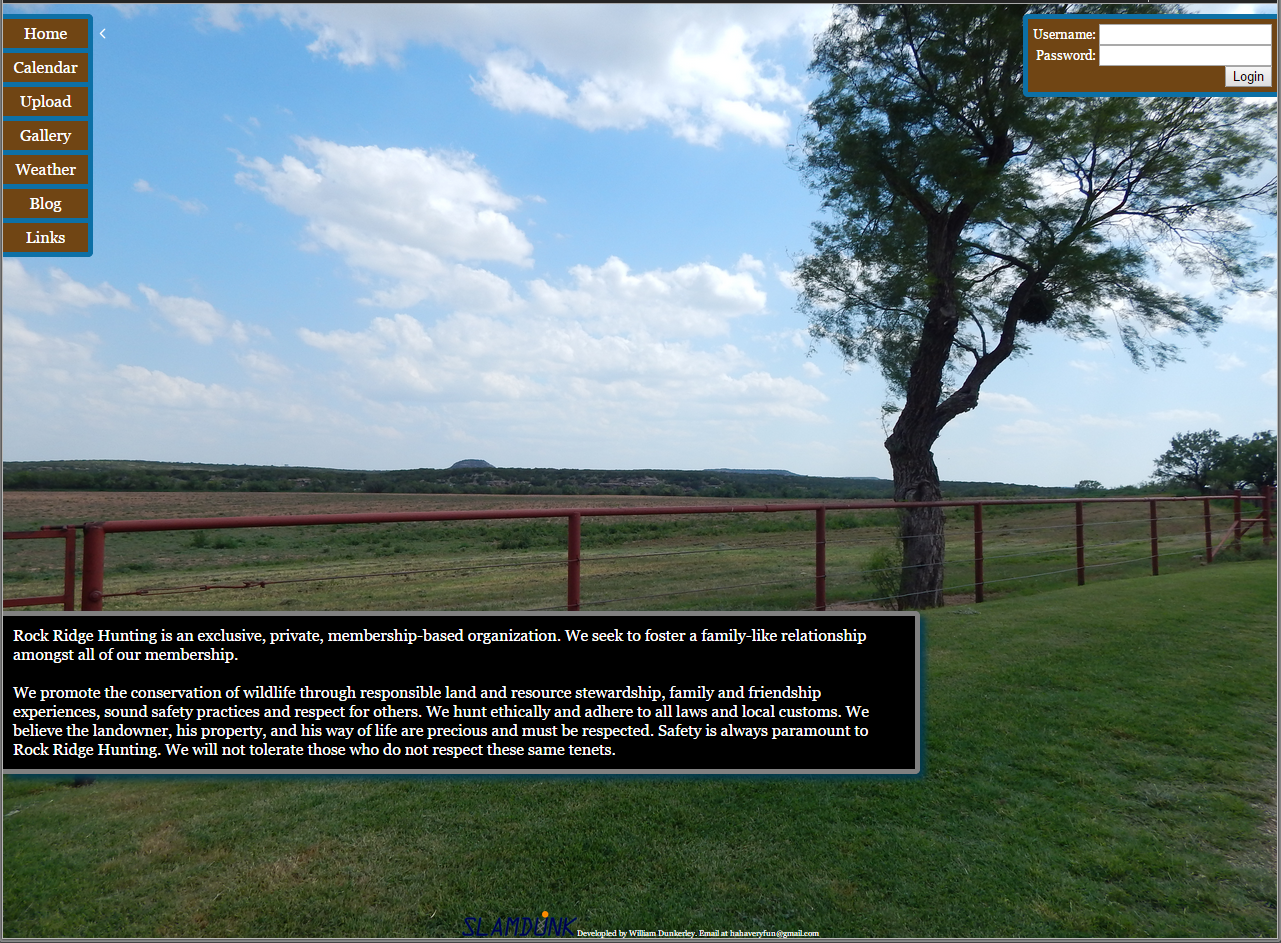 Home
<
Calendar
Upload
Gallery
Weather
Blog
Links
Username:
Password:
Login
Rock Ridge Hunting is an exclusive, private, membership-based organization. We seek to foster a family-like relationship
amongst all of our membership.
We promote the conservation of wildlife through responsible land and resource stewardship, family and friendship
experiences, sound safety practices and respect for others. We hunt ethically and adhere to all laws and local customs. We
believe the landowner, his property, and his way of life are precious and must be respected. Safety is always paramount to
Rock Ridge Hunting. We will not tolerate those who do not respect these same tenets.
SLAMDUNK Developled by William Dunkerley. Email at hahaveryfun@gmail.com